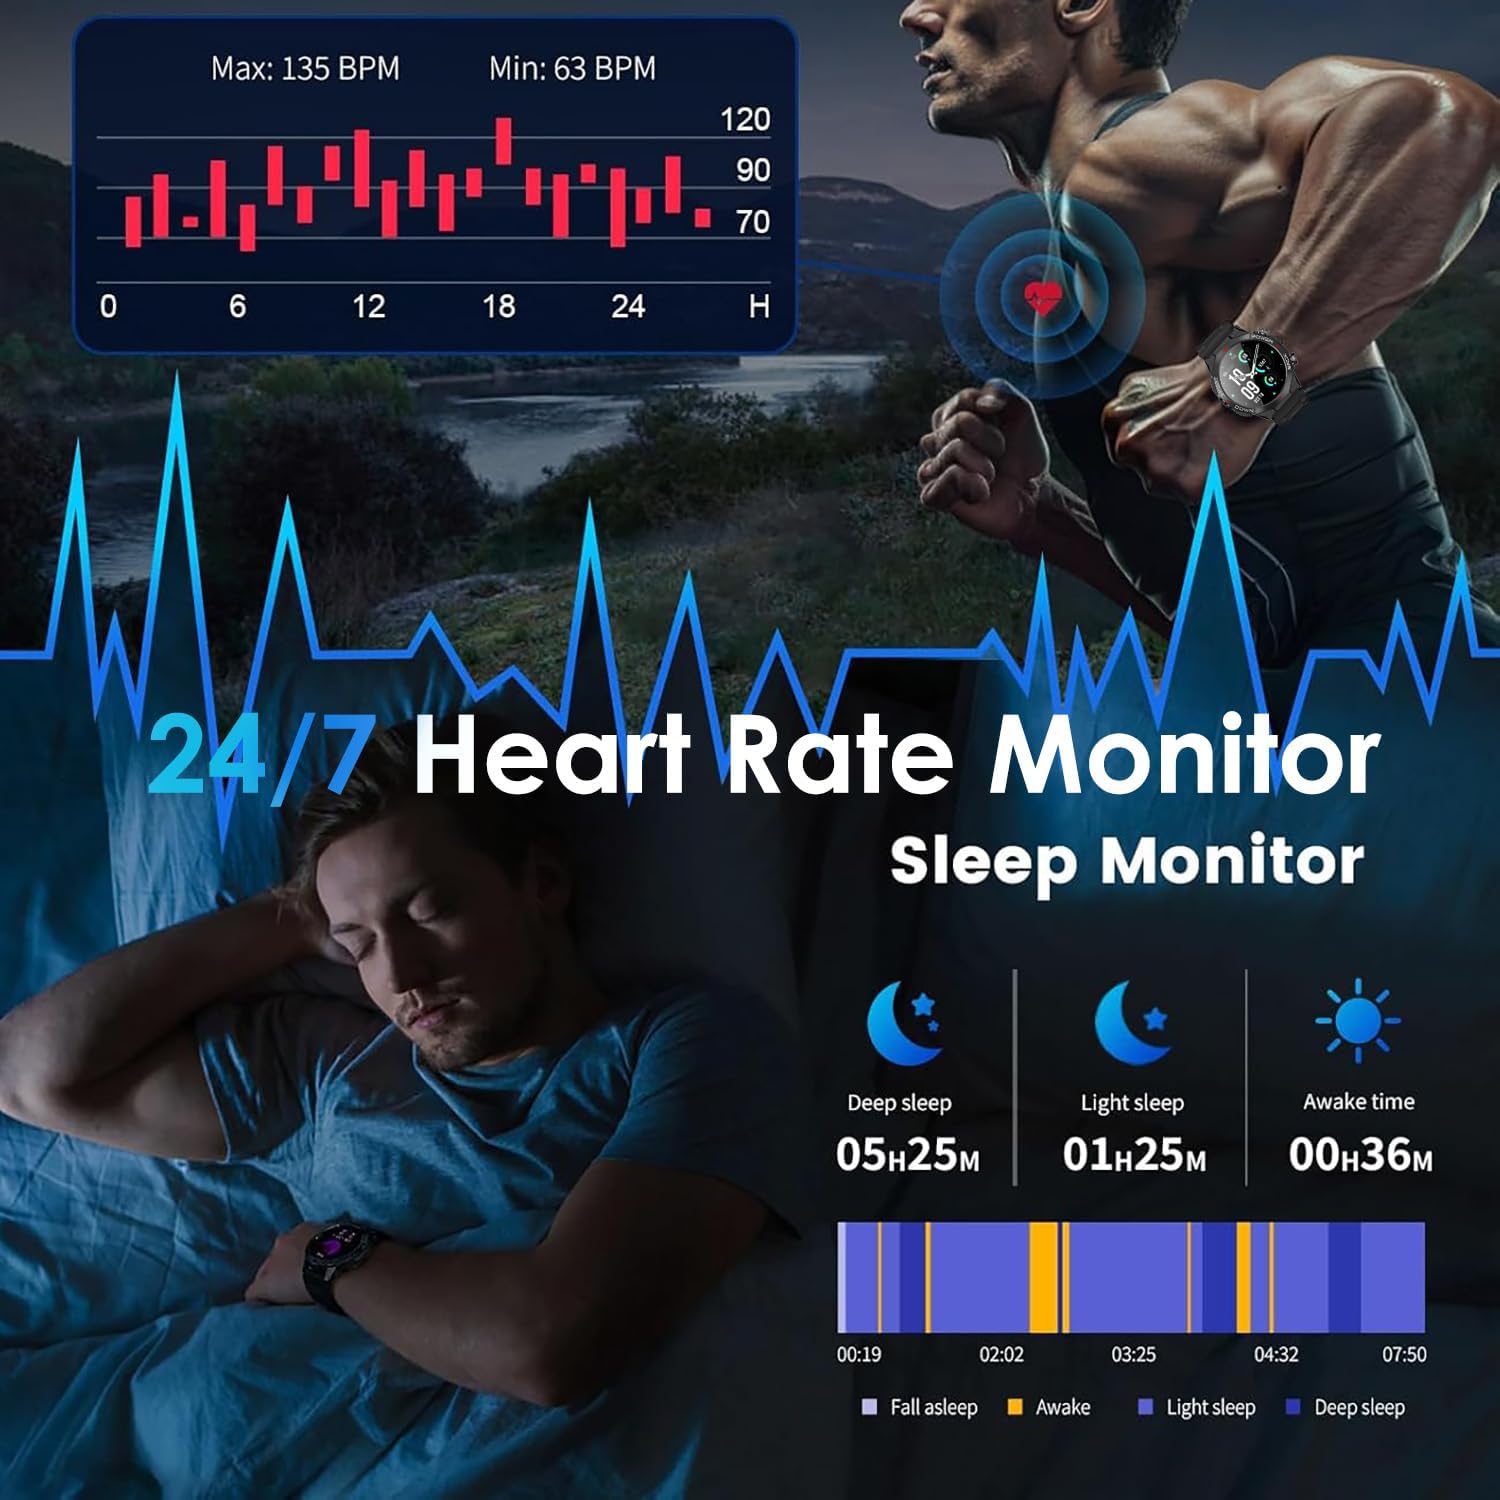 Max: 135 BPM Min: 63 BPM
120
90
70
0 6 12 18 24 H
24/7 Heart Rate Monitor
Sleep Monitor
Deep sleep Light sleep Awake time
05H25M 01H25M 00H36M
00:19 02:02 03:25 04:32 07:50
Fall asleep Awake Light sleep Deep sleep